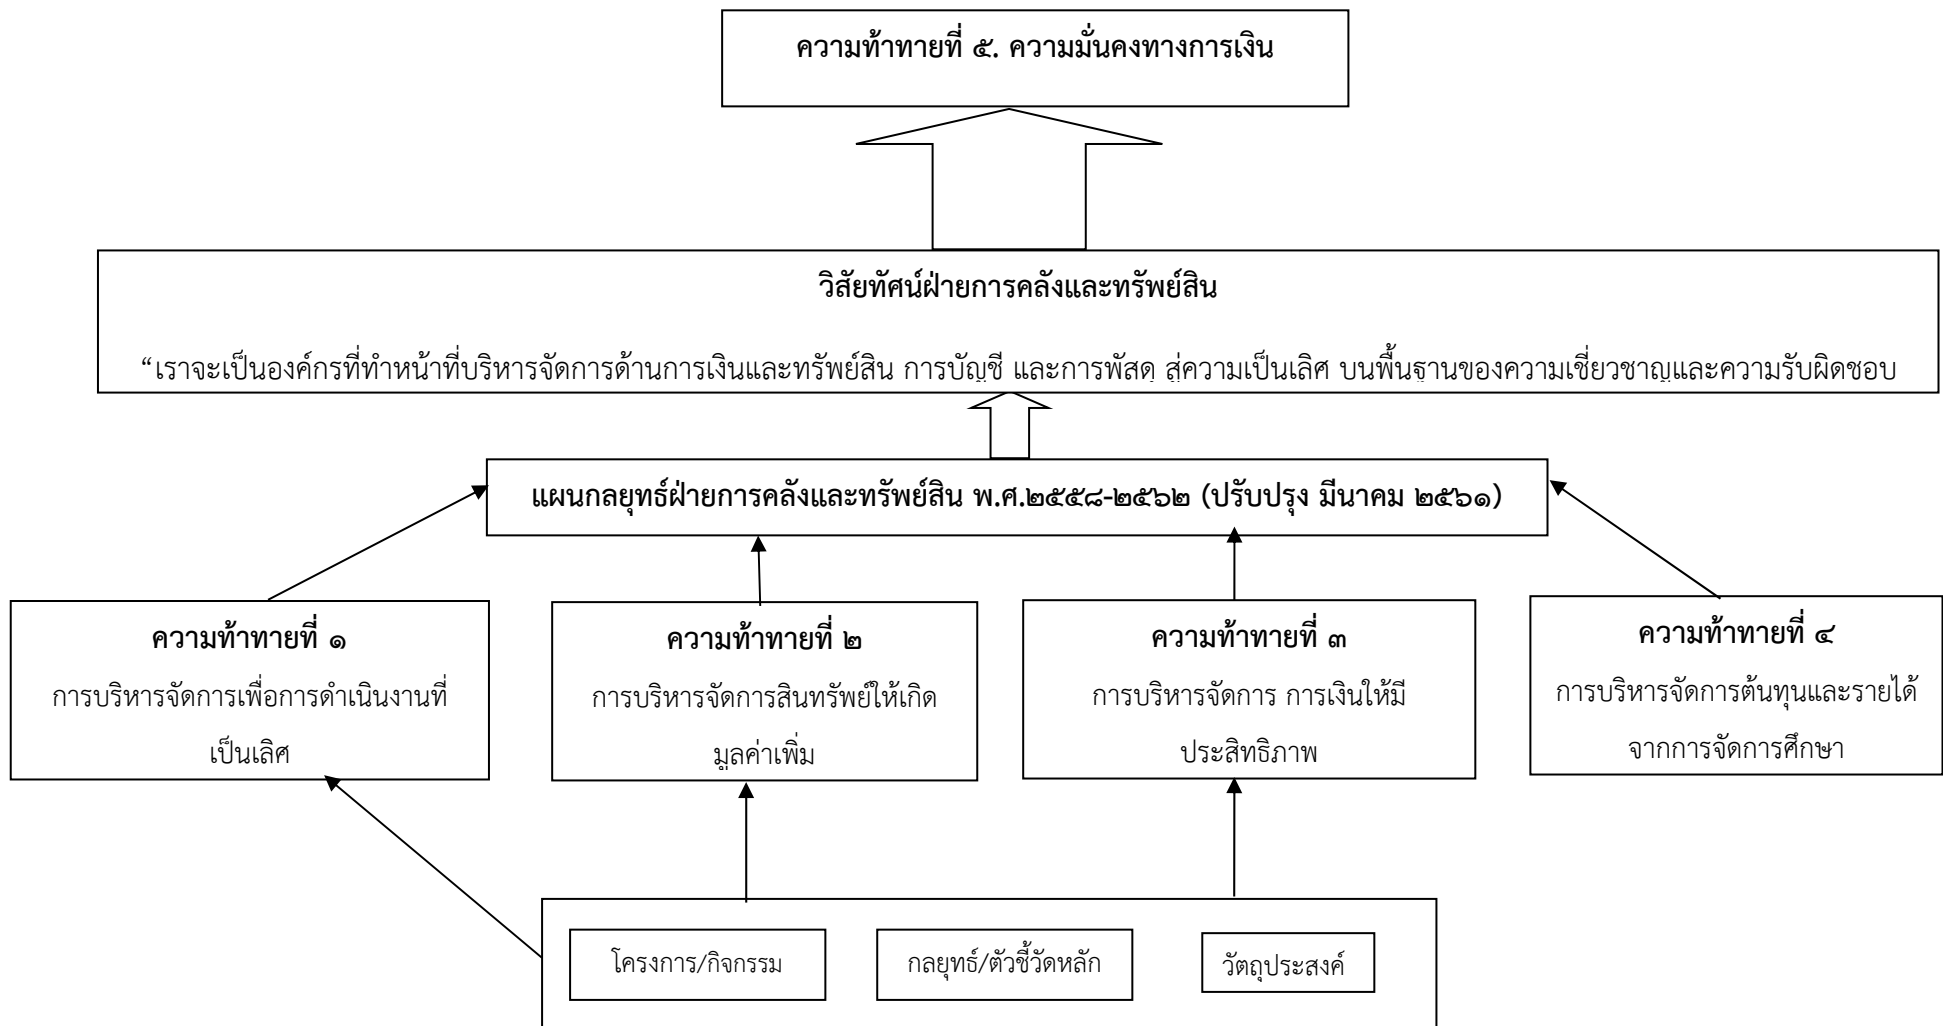 ความท้าทายที่ ๕. ความมั่นคงทางการเงิน
วิสัยทัศน์ฝ่ายการคลังและทรัพย์สิน
“เราจะเป็นองค์กรที่ทำหน้าที่บริหารจัดการด้านการเงินและทรัพย์สิน การบัญชี และการพัสดุ สู่ความเป็นเลิศ บนพื้นฐานของความเชี่ยวชาญและความรับผิดชอบ
แผนกลยุทธ์ฝ่ายการคลังและทรัพย์สิน พ.ศ.๒๕๕๘-๒๕๖๒ (ปรับปรุง มีนาคม ๒๕๖๑)
ความท้าทายที่ ๑
การบริหารจัดการเพื่อการดำเนินงานที่
เป็นเลิศ
ความท้าทายที่ ๒
การบริหารจัดการสินทรัพย์ให้เกิด
มูลค่าเพิ่ม
ความท้าทายที่ ๓
การบริหารจัดการ การเงินให้มี
ประสิทธิภาพ
ความท้าทายที่ ๔
การบริหารจัดการต้นทุนและรายได้
จากการจัดการศึกษา
โครงการ/กิจกรรม
กลยุทธ์/ตัวชี้วัดหลัก
วัตถุประสงค์